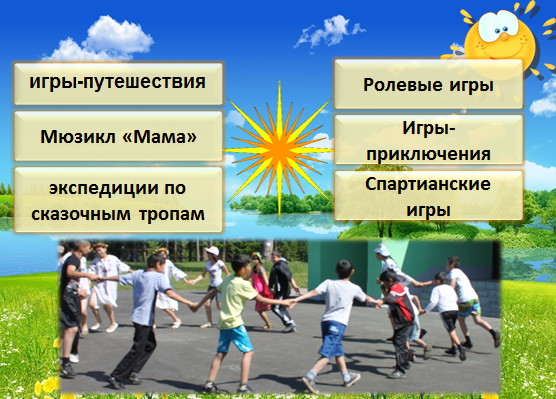 игры-путешествия
Мюзикл «Мама»
экспедиции по
сказочным тропам
Ролевые игры
Игры-
приключения
Спартианские
игры